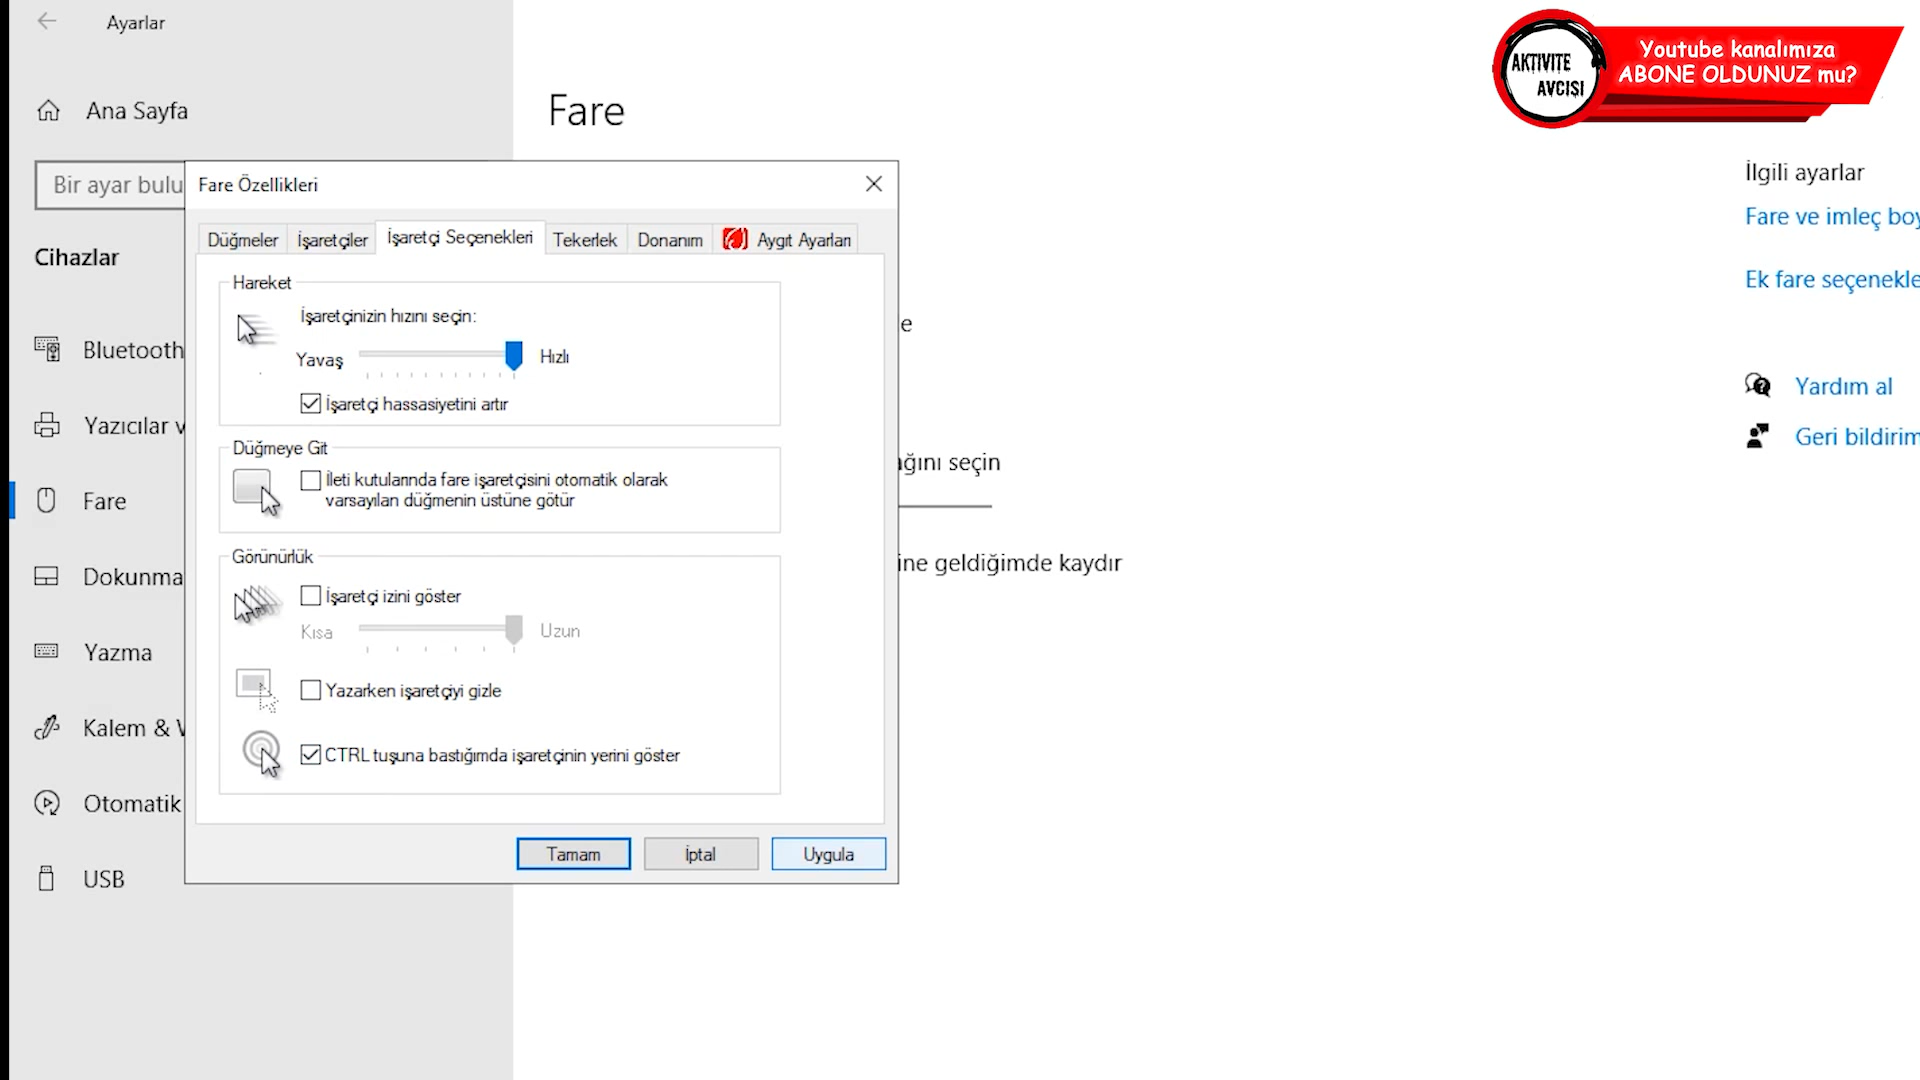 Ayarlar
Ana Sayfa
Bir ayar bulu
Cihazlar
Bluetooth
Yazıcılar v
Fare
Dokunma
Yazma
Kalem & W
Otomatik
USB
Fare
Fare Özellikleri
Düğmeler
İşaretçiler
İşaretçi Seçenekleri
Tekerlek
Donanım
Aygıt Ayarları
Hareket
İşaretçinizin hızını seçin:
Yavaş
Hızlı
İşaretçi hassasiyetini artır
Düğmeye Git
İleti kutularında fare işaretçisini otomatik olarak
varsayılan düğmenin üstüne götür
Görünürlük
İşaretçi izini göster
Kısa
Uzun
Yazarken işaretçiyi gizle
CTRL tuşuna bastığımda işaretçinin yerini göster
Tamam
İptal
Uygula
e
ağını seçin
ine geldiğimde kaydır
AKTIVITE
AVCISI
Youtube kanalımıza
ABONE OLDUNUZ mu?
İlgili ayarlar
Fare ve imleç boy
Ek fare seçenekle
Yardım al
Geri bildirim